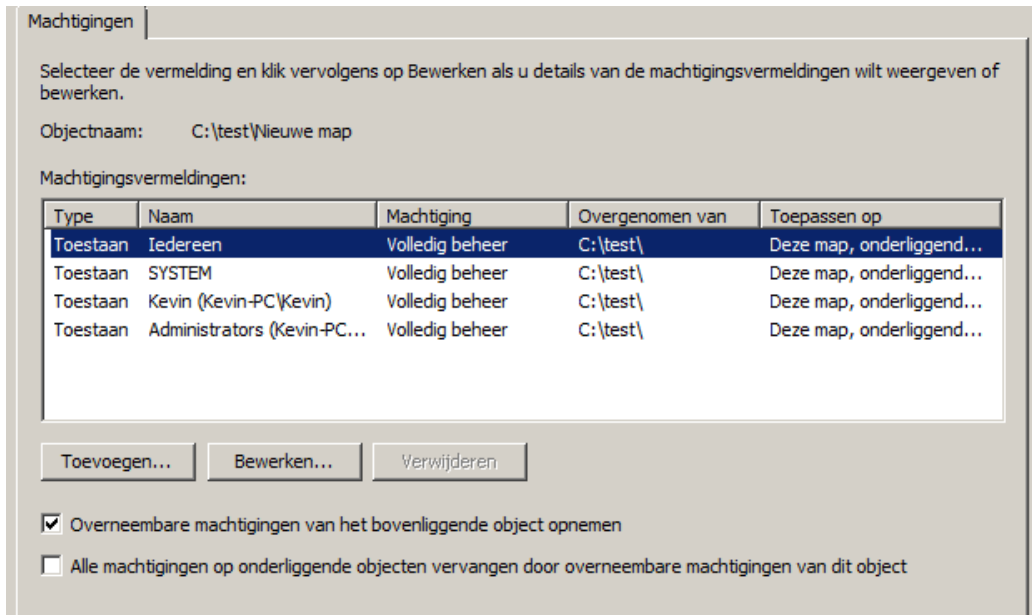 Machtigingen
Selecteer de vermelding en klik vervolgens op Bewerken als u details van de machtigingsvermeldingen wilt weergeven of
bewerken.
Objectnaam: C:\test\Nieuwe map
Machtigingsvermeldingen:
Type Naam Machtiging Overgenomen van Toepassen op
Toestaan Iedereen Volledig beheer C:\test\ Deze map, onderliggend...
Toestaan SYSTEM Volledig beheer C:\test\ Deze map, onderliggend...
Toestaan Kevin (Kevin-PC\Kevin) Volledig beheer C:\test\ Deze map, onderliggend...
Toestaan Administrators (Kevin-PC... Volledig beheer C:\test\ Deze map, onderliggend...
Toevoegen... Bewerken... Verwijderen
Overneembare machtigingen van het bovenliggende object opnemen
Alle machtigingen op onderliggende objecten vervangen door overneembare machtigingen van dit object